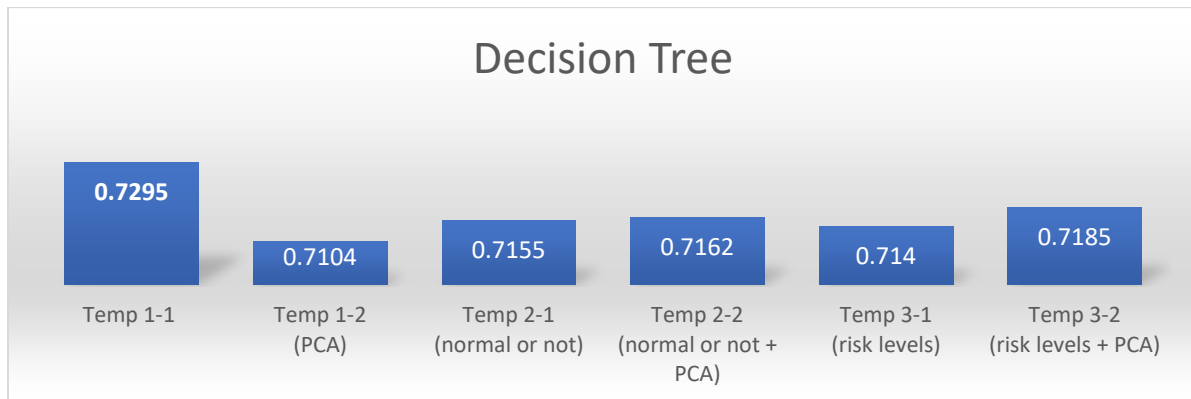 Decision Tree
0.7295
0.7104
0.7155
0.7162
0.714
0.7185
Temp 1-1
Temp 1-2
(PCA)
Temp 2-1
(normal or not)
Temp 2-2
(normal or not +
PCA)
Temp 3-1
(risk levels)
Temp 3-2
(risk levels + PCA)